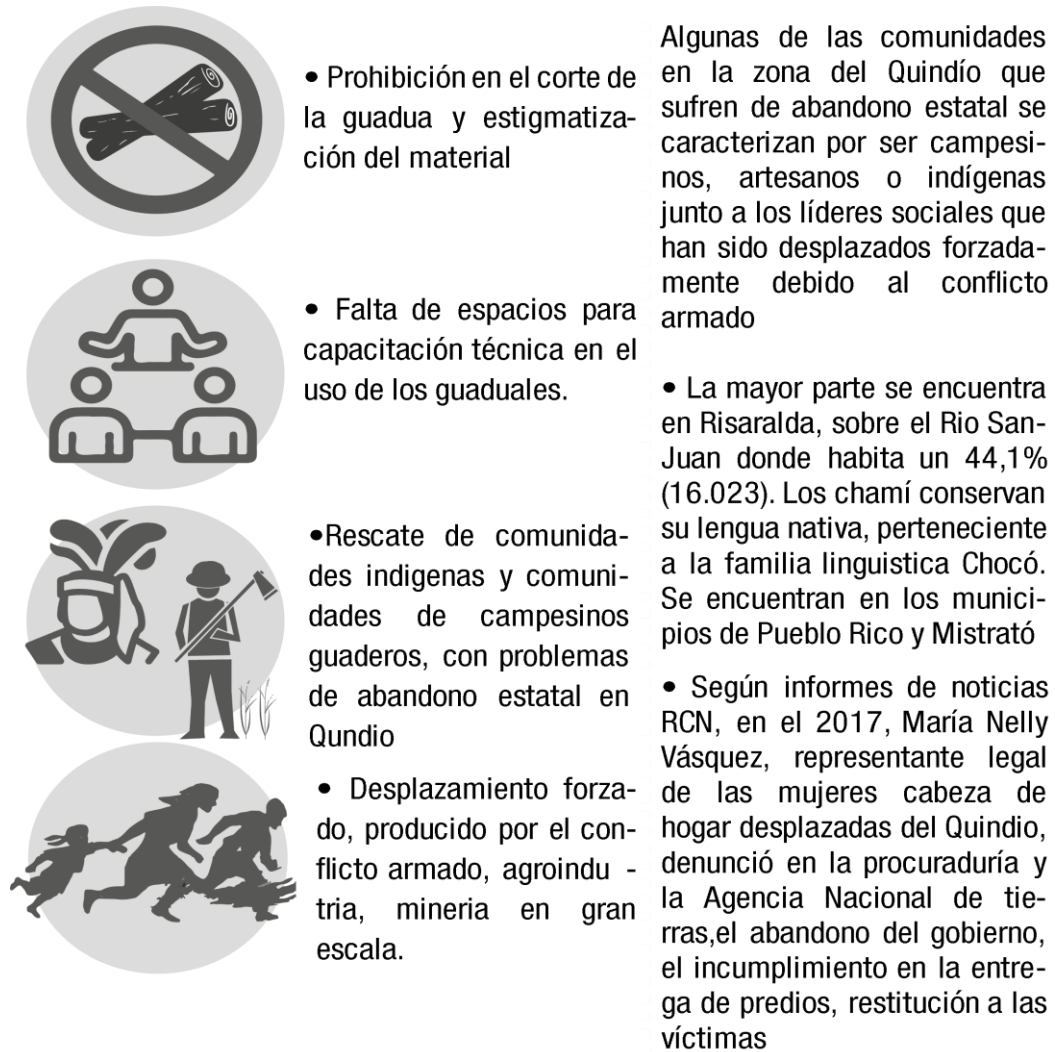 • Prohibición en el corte de
la guadua y estigmatiza-
ción del material
• Falta de espacios para
capacitación técnica en el
uso de los guaduales.
•Rescate de comunida-
des indigenas y comuni-
dades de campesinos
guaderos, con problemas
de abandono estatal en
Qundio
• Desplazamiento forza-
do, producido por el con-
flicto armado, agroindu -
tria, mineria en gran
escala.
Algunas de las comunidades
en la zona del Quindío que
sufren de abandono estatal se
caracterizan por ser campesi-
nos, artesanos o indígenas
junto a los líderes sociales que
han sido desplazados forzada-
mente debido al conflicto
armado
• La mayor parte se encuentra
en Risaralda, sobre el Rio San-
Juan donde habita un 44,1%
(16.023). Los chamí conservan
su lengua nativa, perteneciente
a la familia linguistica Chocó.
Se encuentran en los munici-
pios de Pueblo Rico y Mistrató
• Según informes de noticias
RCN, en el 2017, María Nelly
Vásquez, representante legal
de las mujeres cabeza de
hogar desplazadas del Quindio,
denunció en la procuraduría y
la Agencia Nacional de tie-
rras,el abandono del gobierno,
el incumplimiento en la entre-
ga de predios, restitución a las
víctimas